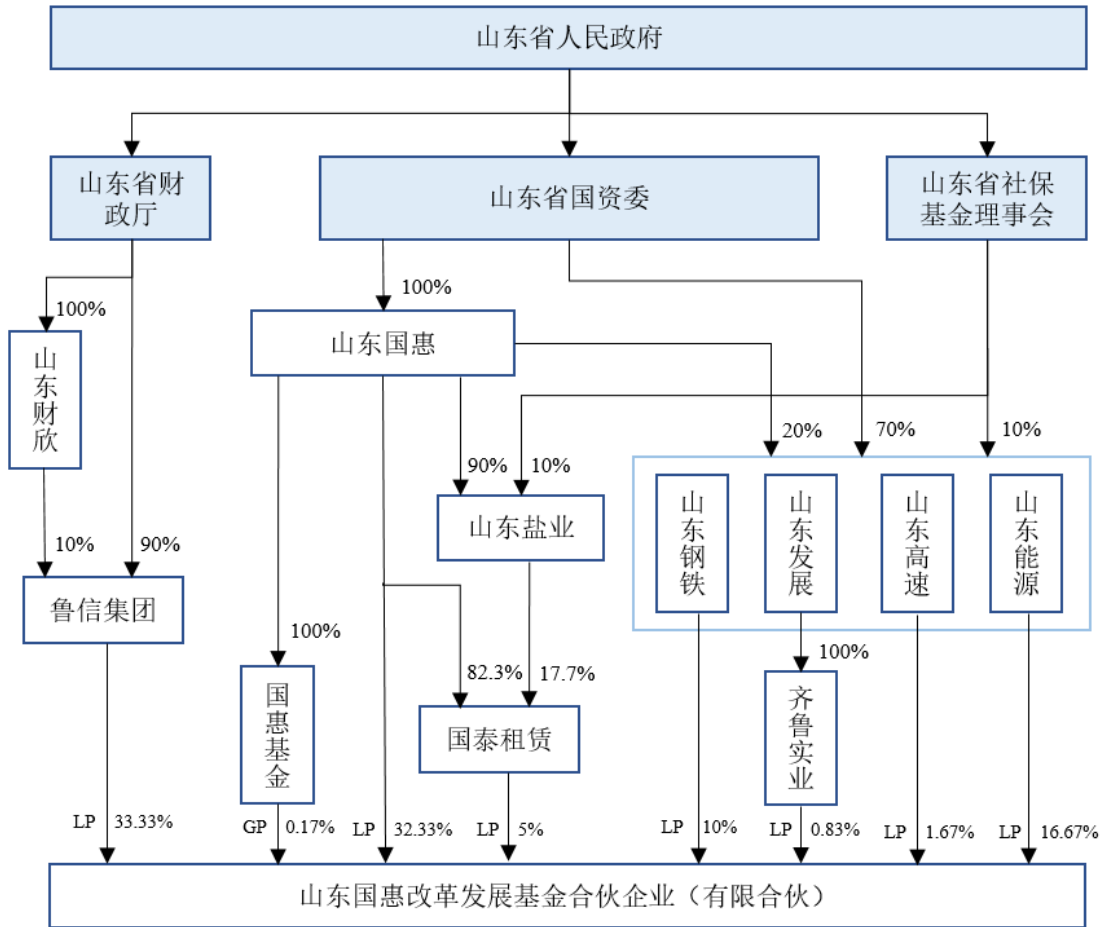 山东省人民政府
山东省财
政厅
山东省国资委
山东省社保
基金理事会
100%
100%
山东国惠
山东财欣
20%
70%
10%
90%
10%
山东盐业
山东钢铁
山东发展
山东高速
山东能源
10%
90%
鲁信集团
100%
82.3%
17.7%
100%
国惠基金
国泰租赁
齐鲁实业
LP
33.33%
GP
0.17%
LP
32.33%
LP
5%
LP
10%
LP
0.83%
LP
1.67%
LP
16.67%
山东国惠改革发展基金合伙企业（有限合伙）